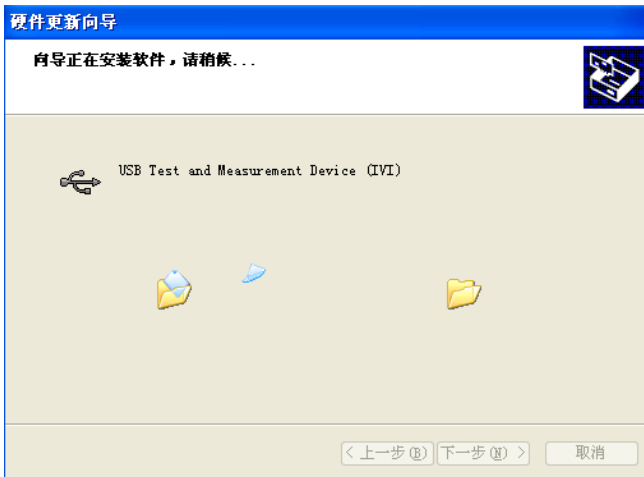 硬件更新向导
向导正在安装软件，请稍候...
USB Test and Measurement Device (IVI)
< 上一步(B) 下一步(N) > 取消